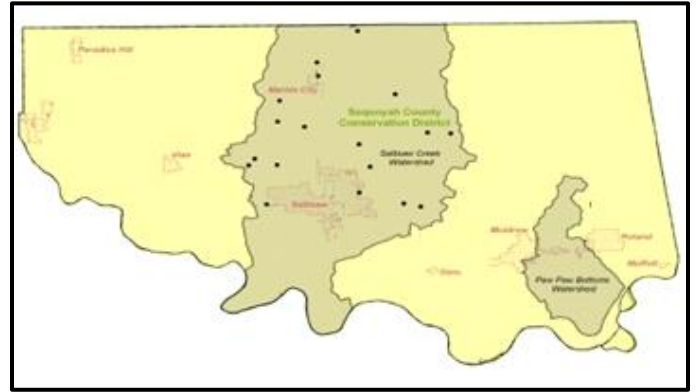 Paradise Hill
Marble City
Sequoyah County
Conservation District
Sallisaw Creek
Watershed
Vian
Sallisaw
Muldrow
Roland
Moffett
Gans
Paw Paw Bottoms
Watershed